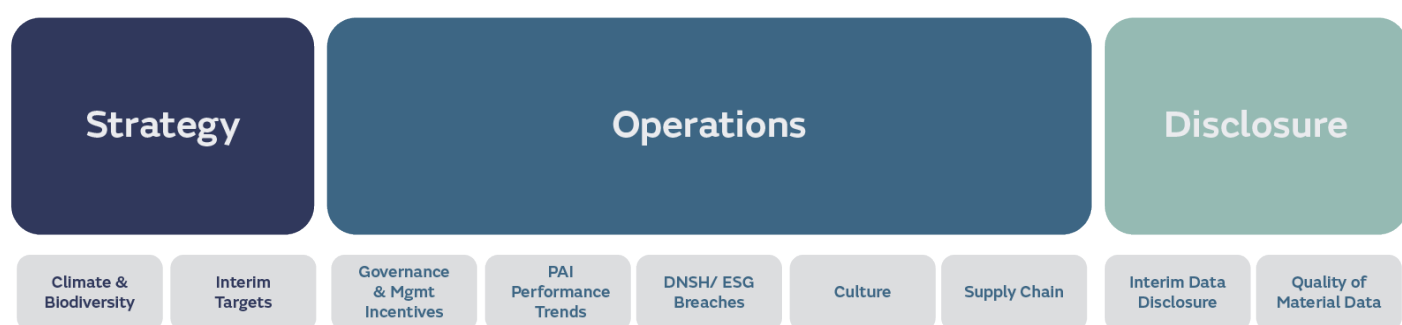 Strategy
Operations
Disclosure
Climate &
Biodiversity
Interim
Targets
Governance
& Mgmt
Incentives
PAI
Performance
Trends
DNSH/ ESG
Breaches
Culture
Supply Chain
Interim Data
Disclosure
Quality of
Material Data